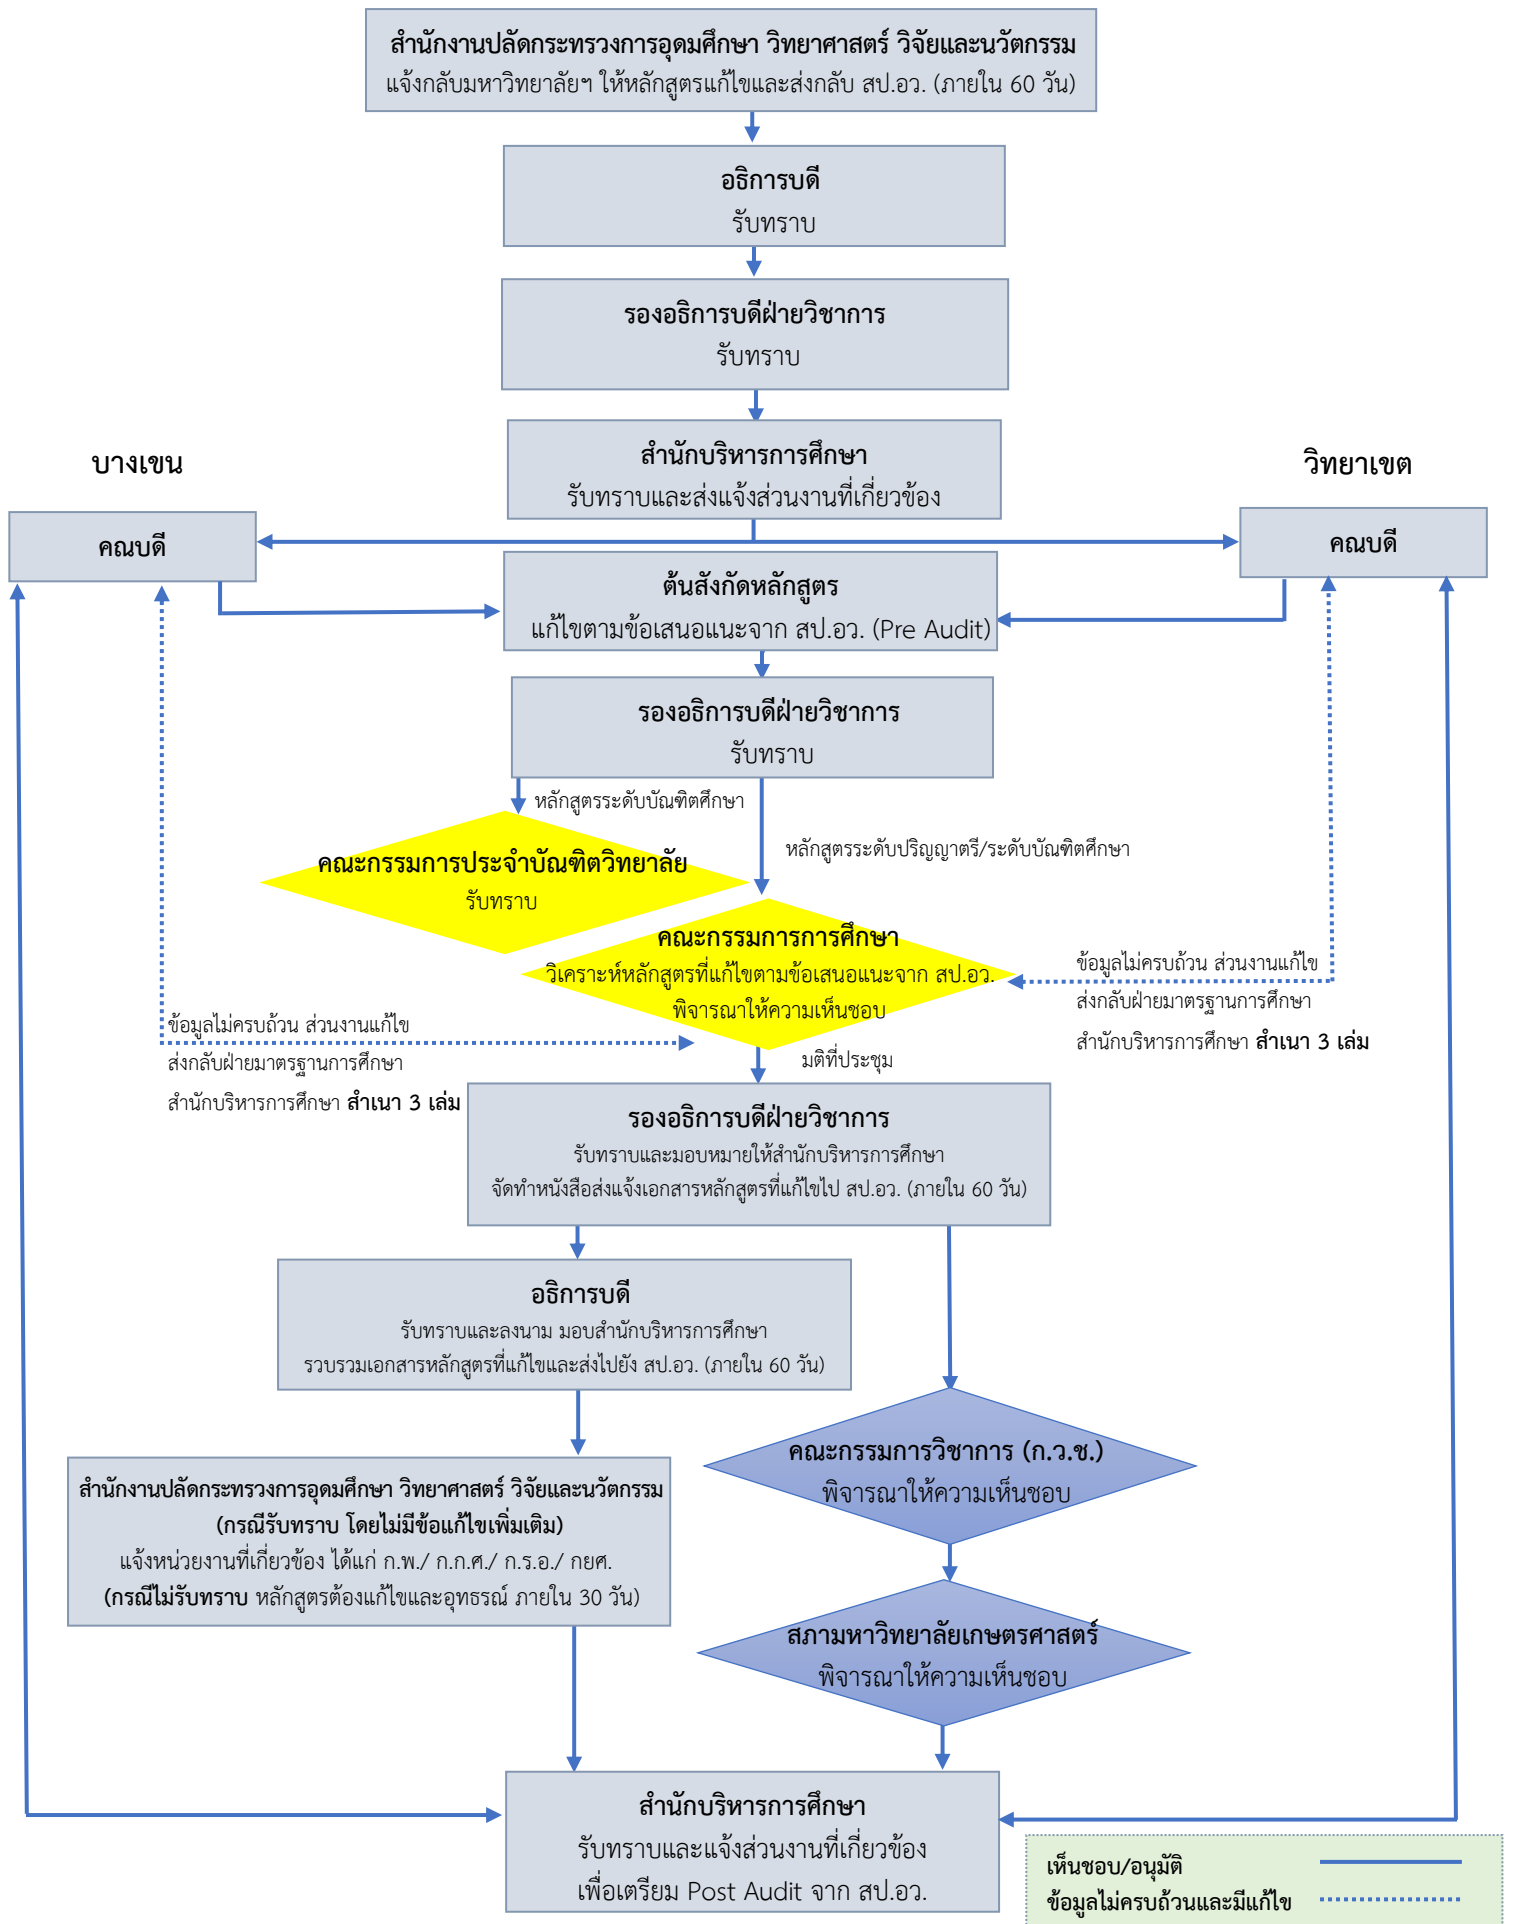 สำนักงานปลัดกระทรวงการอุดมศึกษา วิทยาศาสตร์ วิจัยและนวัตกรรม
แจ้งกลับมหาวิทยาลัยฯ ให้หลักสูตรแก้ไขและส่งกลับ สป.อว. (ภายใน 60 วัน)
อธิการบดี
รับทราบ
รองอธิการบดีฝ่ายวิชาการ
รับทราบ
สำนักบริหารการศึกษา
รับทราบและส่งแจ้งส่วนงานที่เกี่ยวข้อง
บางเขน
วิทยาเขต
คณบดี
คณบดี
ต้นสังกัดหลักสูตร
แก้ไขตามข้อเสนอแนะจาก สป.อว. (Pre Audit)
รองอธิการบดีฝ่ายวิชาการ
รับทราบ
หลักสูตรระดับบัณฑิตศึกษา
หลักสูตรระดับปริญญาตรี/ระดับบัณฑิตศึกษา
คณะกรรมการประจำบัณฑิตวิทยาลัย
รับทราบ
คณะกรรมการการศึกษา
วิเคราะห์หลักสูตรที่แก้ไขตามข้อเสนอแนะจาก สป.อว.
พิจารณาให้ความเห็นชอบ
ข้อมูลไม่ครบถ้วน ส่วนงานแก้ไข
ส่งกลับฝ่ายมาตรฐานการศึกษา
สำนักบริหารการศึกษา สำเนา 3 เล่ม
ข้อมูลไม่ครบถ้วน ส่วนงานแก้ไข
ส่งกลับฝ่ายมาตรฐานการศึกษา
สำนักบริหารการศึกษา สำเนา 3 เล่ม
มติที่ประชุม
รองอธิการบดีฝ่ายวิชาการ
รับทราบและมอบหมายให้สำนักบริหารการศึกษา
จัดทำหนังสือส่งแจ้งเอกสารหลักสูตรที่แก้ไขไป สป.อว. (ภายใน 60 วัน)
อธิการบดี
รับทราบและลงนาม มอบสำนักบริหารการศึกษา
รวบรวมเอกสารหลักสูตรที่แก้ไขและส่งไปยัง สป.อว. (ภายใน 60 วัน)
คณะกรรมการวิชาการ (ก.ว.ช.)
พิจารณาให้ความเห็นชอบ
สำนักงานปลัดกระทรวงการอุดมศึกษา วิทยาศาสตร์ วิจัยและนวัตกรรม
(กรณีรับทราบ โดยไม่มีข้อแก้ไขเพิ่มเติม)
แจ้งหน่วยงานที่เกี่ยวข้อง ได้แก่ ก.พ./ ก.ก.ศ./ ก.ร.อ./ กยศ.
(กรณีไม่รับทราบ หลักสูตรต้องแก้ไขและอุทธรณ์ ภายใน 30 วัน)
สภามหาวิทยาลัยเกษตรศาสตร์
พิจารณาให้ความเห็นชอบ
สำนักบริหารการศึกษา
รับทราบและแจ้งส่วนงานที่เกี่ยวข้อง
เพื่อเตรียม Post Audit จาก สป.อว.
เห็นชอบ/อนุมัติ
ข้อมูลไม่ครบถ้วนและมีแก้ไข